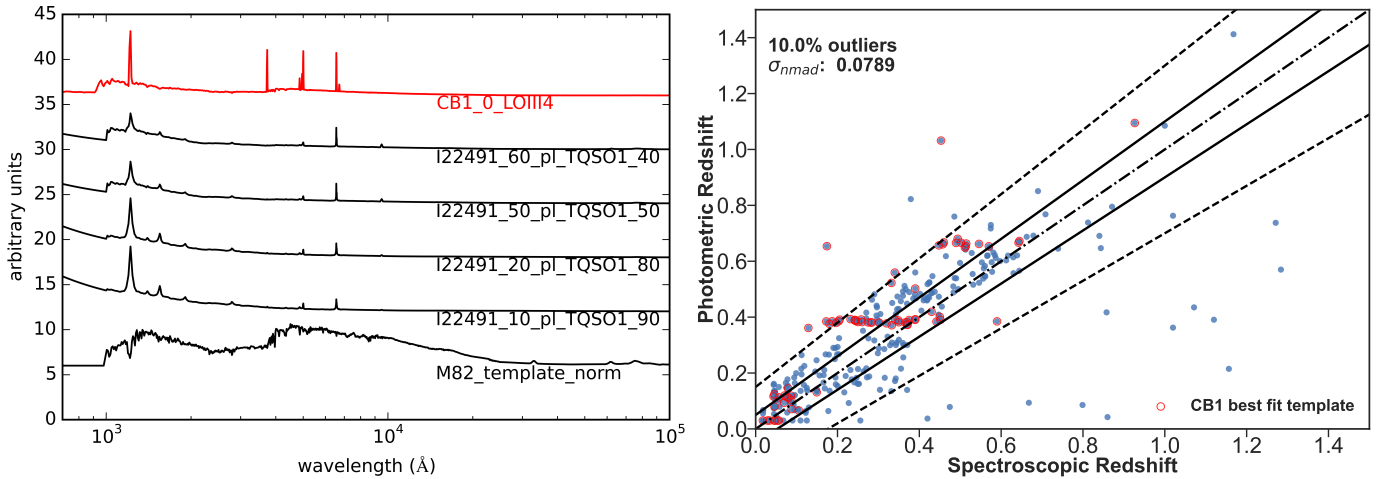 45
40
35
30
25
20
15
10
5
0
arbitrary units
CB1_0_LOIII4
I22491_60_pl_TQSO1_40
I22491_50_pl_TQSO1_50
I22491_20_pl_TQSO1_80
I22491_10_pl_TQSO1_90
M82_template_norm
10³ 10⁴ 10⁵
wavelength (Å)
10.0% outliers
σnmad: 0.0789
1.4
1.2
1.0
0.8
0.6
0.4
0.2
0.0
Photometric Redshift
CB1 best fit template
0.0 0.2 0.4 0.6 0.8 1.0 1.2 1.4
Spectroscopic Redshift